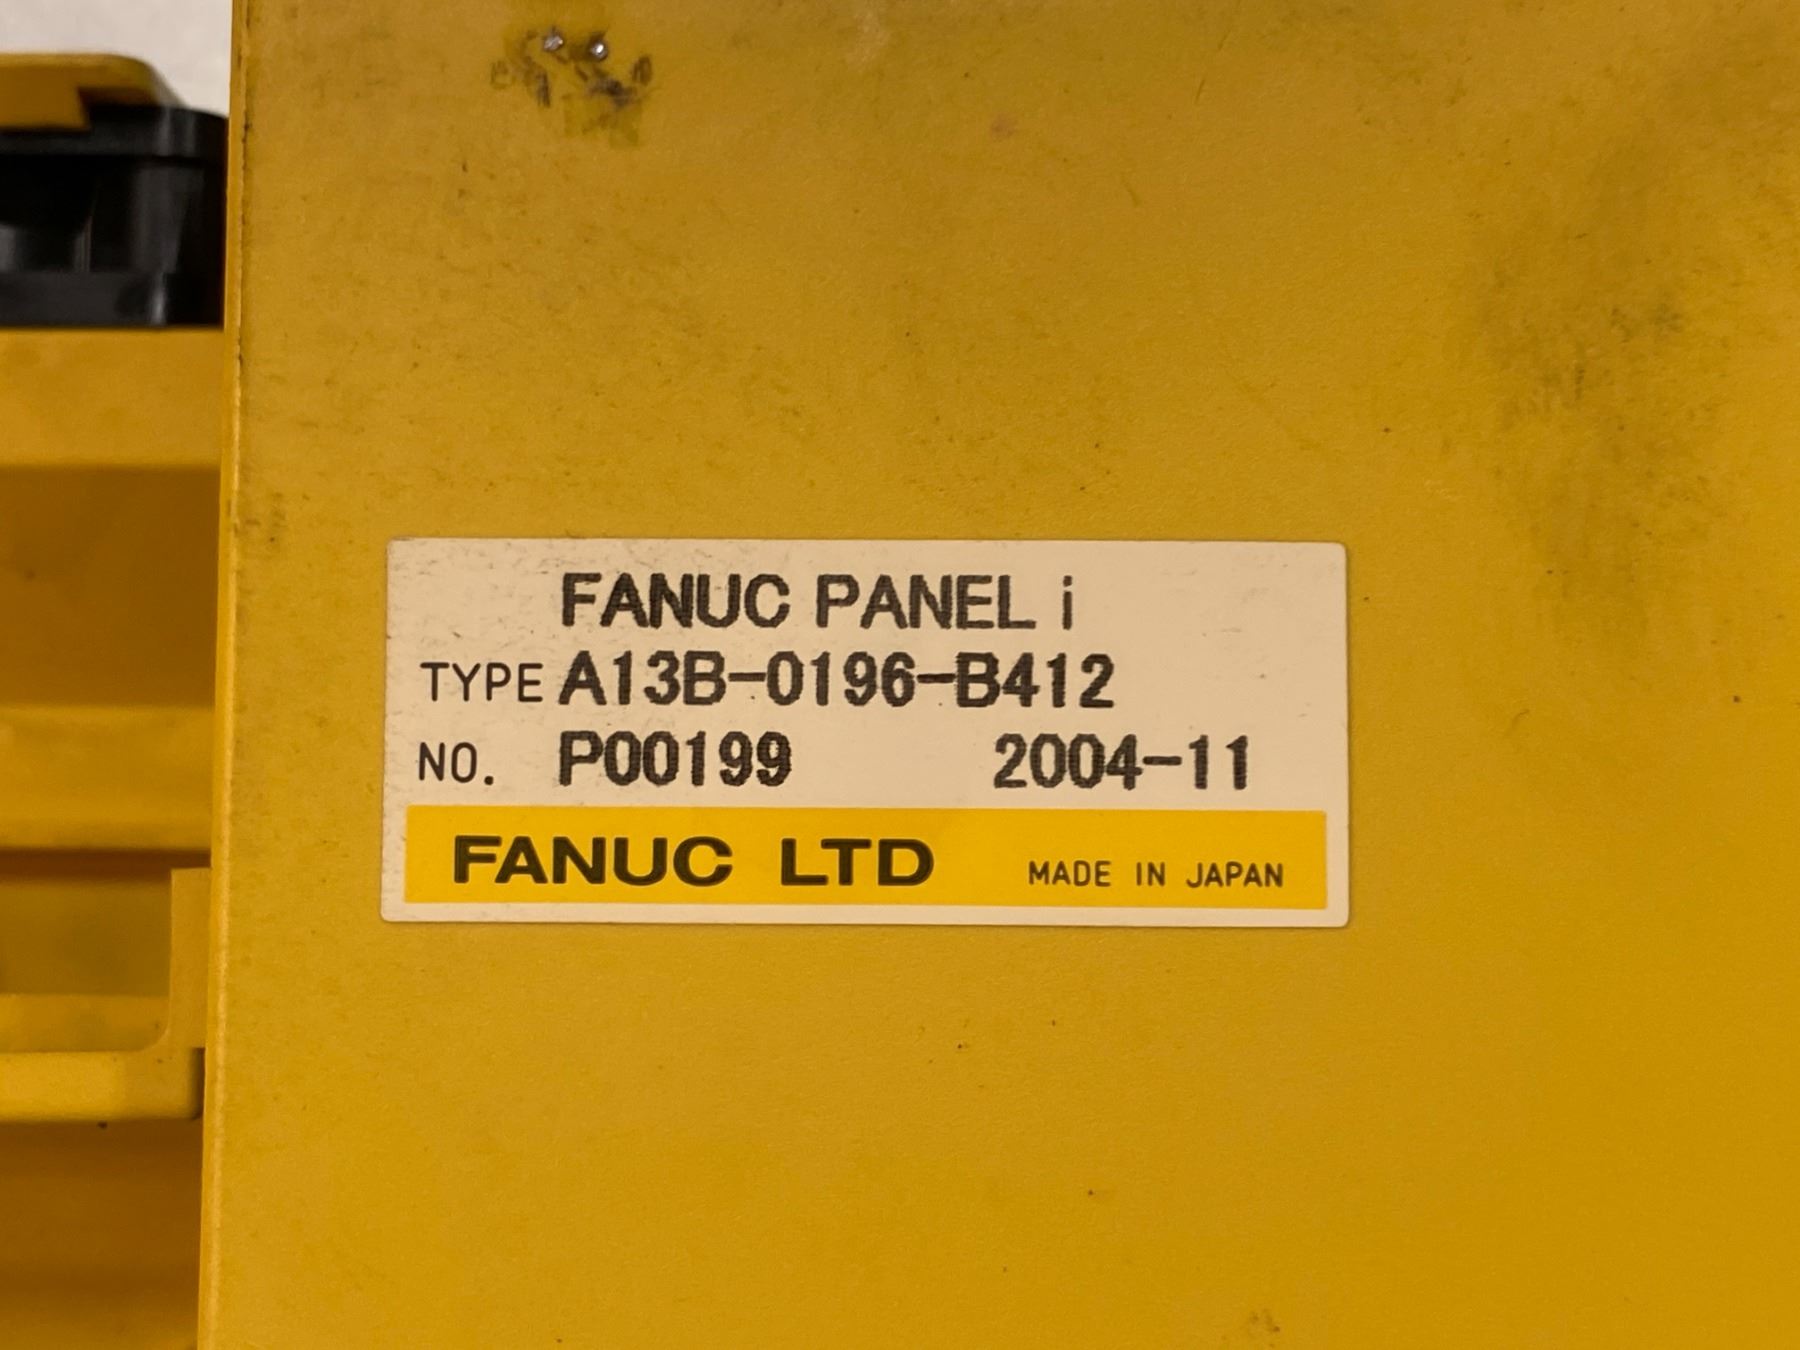 FANUC PANEL i
TYPE A13B-0196-B412
NO. P00199 2004-11
FANUC LTD MADE IN JAPAN